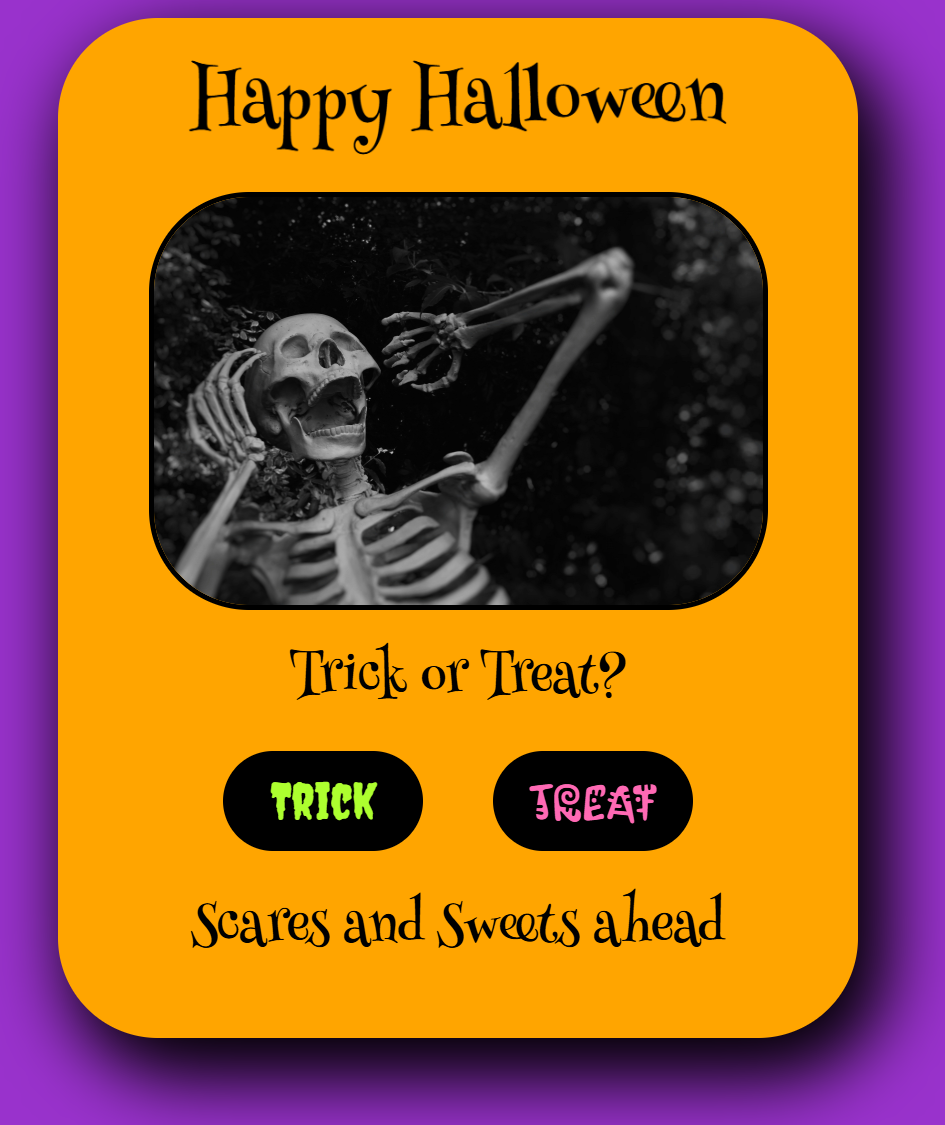 Happy Halloween
Trick or Treat?
TRICK
TREAT
Scares and Sweets ahead